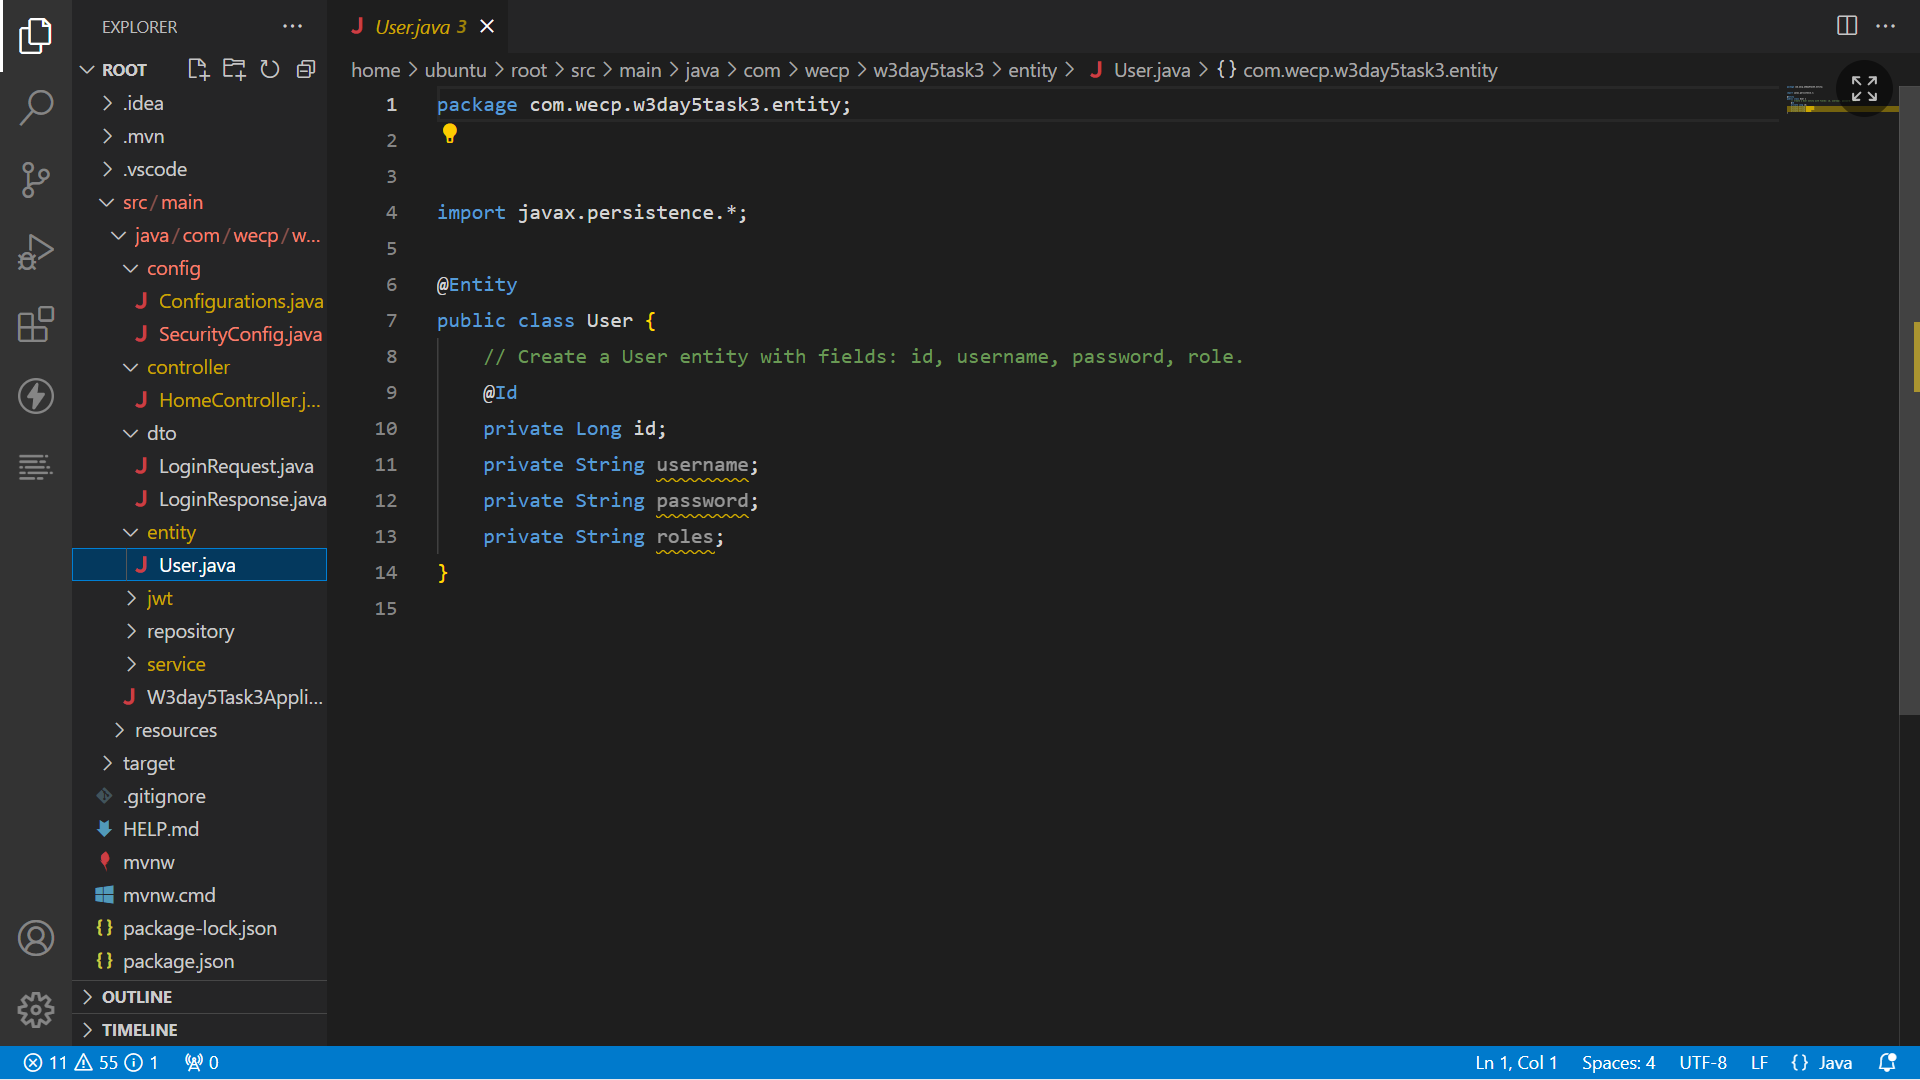 EXPLORER
ROOT
.idea
.mvn
.vscode
src/main
java/com/wecp/w...
config
Configurations.java
SecurityConfig.java
controller
HomeController.j...
dto
LoginRequest.java
LoginResponse.java
entity
User.java
jwt
repository
service
W3day5Task3Appli...
resources
target
.gitignore
HELP.md
mvnw
mvnw.cmd
package-lock.json
package.json
OUTLINE
TIMELINE
User.java 3
home > ubuntu > root > src > main > java > com > wecp > w3day5task3 > entity > User.java > {} com.wecp.w3day5task3.entity
1 package com.wecp.w3day5task3.entity;
2
3
4 import javax.persistence.*;
5
6 @Entity
7 public class User {
8 // Create a User entity with fields: id, username, password, role.
9 @Id
10 private Long id;
11 private String username;
12 private String password;
13 private String roles;
14 }
15
11 55 1 0
Ln 1, Col 1 Spaces: 4 UTF-8 LF {} Java